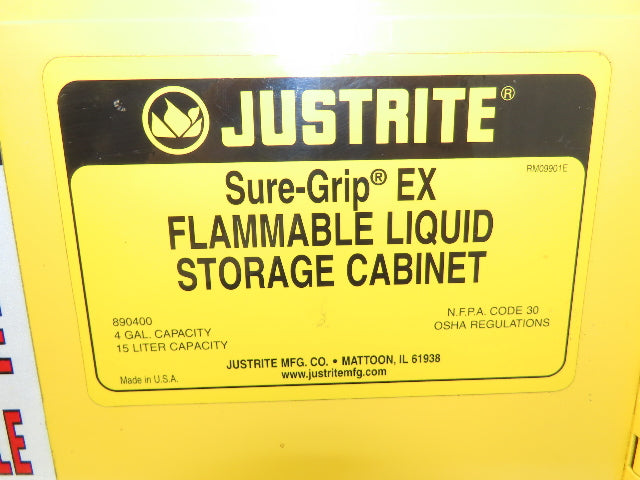 JUSTRITE®
RM09901E
Sure-Grip® EX
FLAMMABLE LIQUID
STORAGE CABINET
890400
4 GAL. CAPACITY
15 LITER CAPACITY
N.F.P.A. CODE 30
OSHA REGULATIONS
JUSTRITE MFG. CO. • MATTOON, IL 61938
www.justritemfg.com
Made in U.S.A.
LE